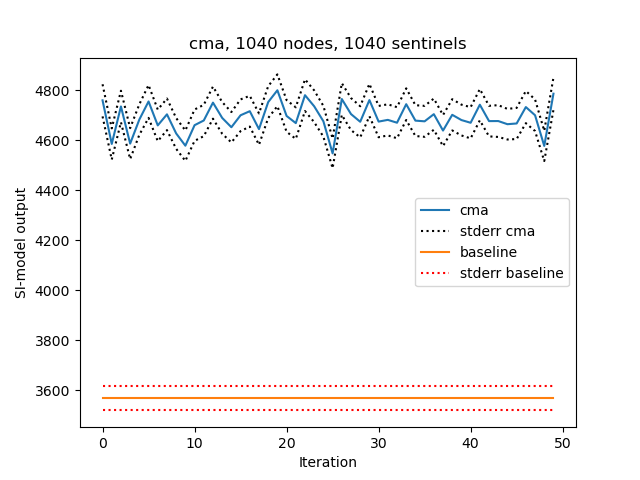 cma, 1040 nodes, 1040 sentinels
SI-model output
4800
4600
4400
4200
4000
3800
3600
cma
stderr cma
baseline
stderr baseline
0 10 20 30 40 50
Iteration